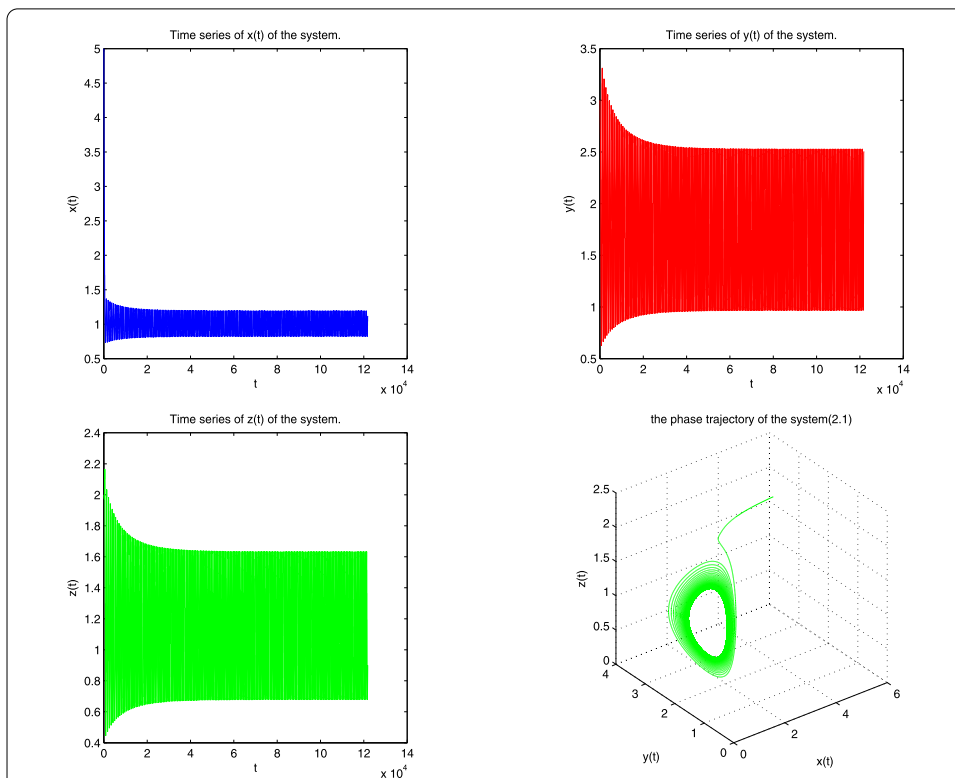 Time series of x(t) of the system.
5
4.5
4
3.5
3
2.5
2
1.5
1
0.5
x(t)
0 2 4 6 8 10 12 14
t
x 10^4
Time series of y(t) of the system.
3.5
3
2.5
2
1.5
1
0.5
y(t)
0 2 4 6 8 10 12 14
t
x 10^4
Time series of z(t) of the system.
2.4
2.2
2
1.8
1.6
1.4
1.2
1
0.8
0.6
0.4
z(t)
0 2 4 6 8 10 12 14
t
x 10^4
the phase trajectory of the system(2.1)
2.5
2
1.5
1
0.5
0
z(t)
4
3
2
1
0
y(t)
0
2
4
6
x(t)